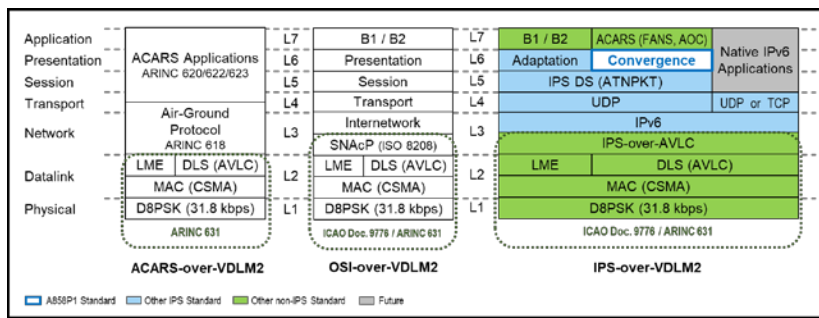 Application L7 B1 / B2 L7 B1 / B2 ACARS (FANS, AOC)
Presentation ACARS Applications L6 Presentation L6 Adaptation Convergence Native IPv6
ARINC 620/622/623 Applications
Session L5 Session L5 IPS DS (ATNPKT)
Transport L4 Transport L4 UDP UDP or TCP
Air-Ground Internetwork IPv6
Network Protocol L3 L3
ARINC 618 SNAcP (ISO 8208) IPS-over-AVLC
LME DLS (AVLC) LME DLS (AVLC) LME DLS (AVLC)
Datalink L2 L2
MAC (CSMA) MAC (CSMA) MAC (CSMA)
Physical D8PSK (31.8 kbps) L1 D8PSK (31.8 kbps) L1 D8PSK (31.8 kbps)
ARINC 631 ICAO Doc. 9776 / ARINC 631 ICAO Doc. 9776 / ARINC 631
ACARS-over-VDLM2 OSI-over-VDLM2 IPS-over-VDLM2
A858P1 Standard Other IPS Standard Other non-IPS Standard Future